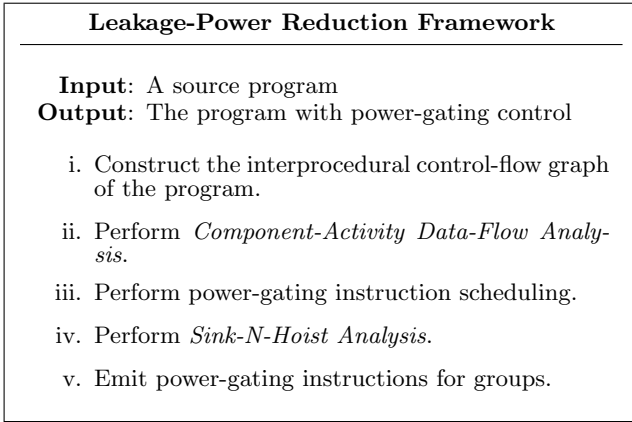 Leakage-Power Reduction Framework
Input: A source program
Output: The program with power-gating control
i. Construct the interprocedural control-flow graph
of the program.
ii. Perform Component-Activity Data-Flow Analy-
sis.
iii. Perform power-gating instruction scheduling.
iv. Perform Sink-N-Hoist Analysis.
v. Emit power-gating instructions for groups.